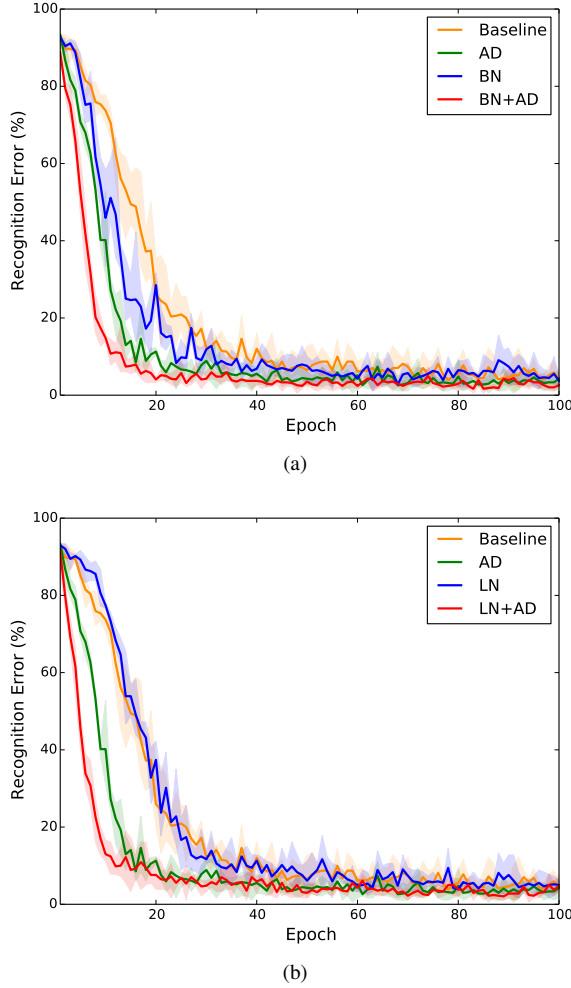 100
80
60
40
20
0
Recognition Error (%)
20 40 60 80 100
Epoch
Baseline
AD
BN
BN+AD
(a)
100
80
60
40
20
0
Recognition Error (%)
20 40 60 80 100
Epoch
Baseline
AD
LN
LN+AD
(b)